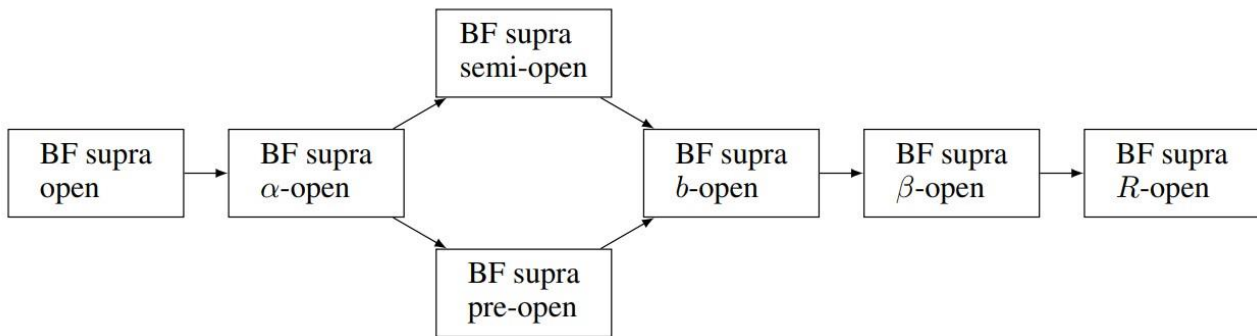 BF supra
semi-open
BF supra
open
BF supra
α-open
BF supra
b-open
BF supra
β-open
BF supra
R-open
BF supra
pre-open